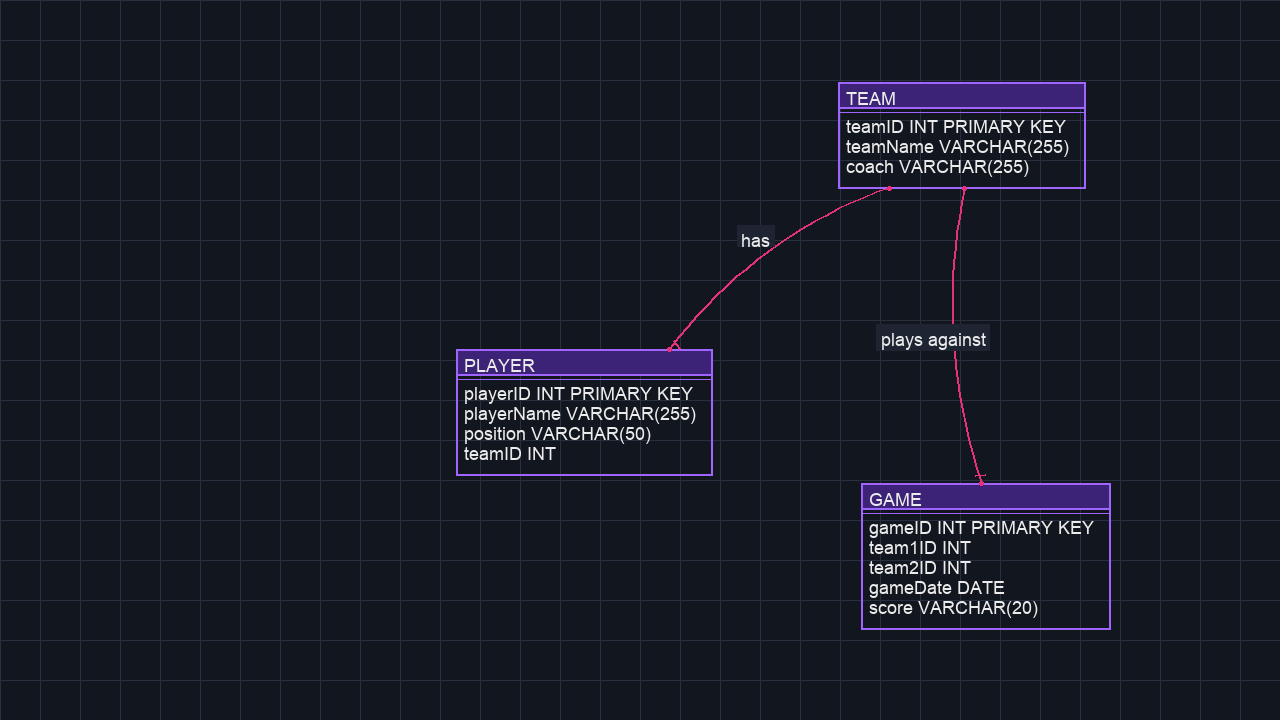 TEAM
teamID INT PRIMARY KEY
teamName VARCHAR(255)
coach VARCHAR(255)
has
plays against
PLAYER
playerID INT PRIMARY KEY
playerName VARCHAR(255)
position VARCHAR(50)
teamID INT
GAME
gameID INT PRIMARY KEY
team1ID INT
team2ID INT
gameDate DATE
score VARCHAR(20)